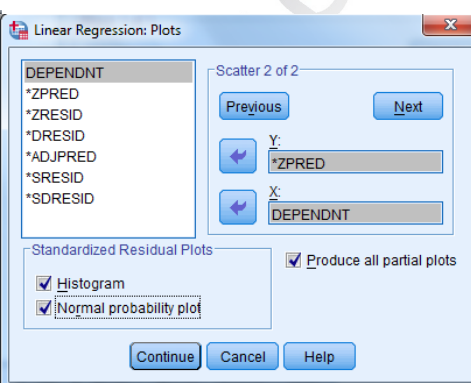 Linear Regression: Plots
DEPENDNT
*ZPRED
*ZRESID
*DRESID
*ADJPRED
*SRESID
*SDRESID
Scatter 2 of 2
Previous
Next
Y:
*ZPRED
X:
DEPENDNT
Standardized Residual Plots
Histogram
Normal probability plot
Produce all partial plots
Continue
Cancel
Help